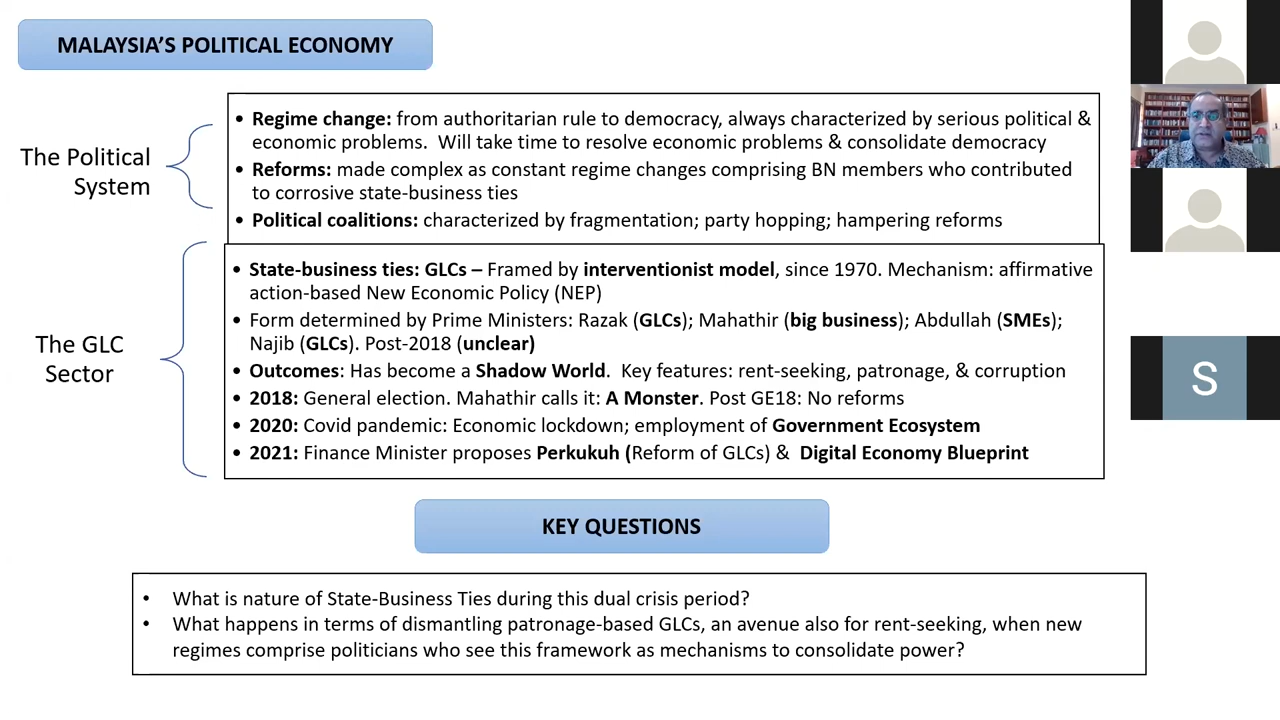 MALAYSIA'S POLITICAL ECONOMY
The Political
System
• Regime change: from authoritarian rule to democracy, always characterized by serious political &
economic problems. Will take time to resolve economic problems & consolidate democracy
• Reforms: made complex as constant regime changes comprising BN members who contributed
to corrosive state-business ties
• Political coalitions: characterized by fragmentation; party hopping; hampering reforms
The GLC
Sector
• State-business ties: GLCs – Framed by interventionist model, since 1970. Mechanism: affirmative
action-based New Economic Policy (NEP)
• Form determined by Prime Ministers: Razak (GLCs); Mahathir (big business); Abdullah (SMEs);
Najib (GLCs). Post-2018 (unclear)
• Outcomes: Has become a Shadow World. Key features: rent-seeking, patronage, & corruption
• 2018: General election. Mahathir calls it: A Monster. Post GE18: No reforms
• 2020: Covid pandemic: Economic lockdown; employment of Government Ecosystem
• 2021: Finance Minister proposes Perkukuh (Reform of GLCs) & Digital Economy Blueprint
KEY QUESTIONS
• What is nature of State-Business Ties during this dual crisis period?
• What happens in terms of dismantling patronage-based GLCs, an avenue also for rent-seeking, when new
regimes comprise politicians who see this framework as mechanisms to consolidate power?
S